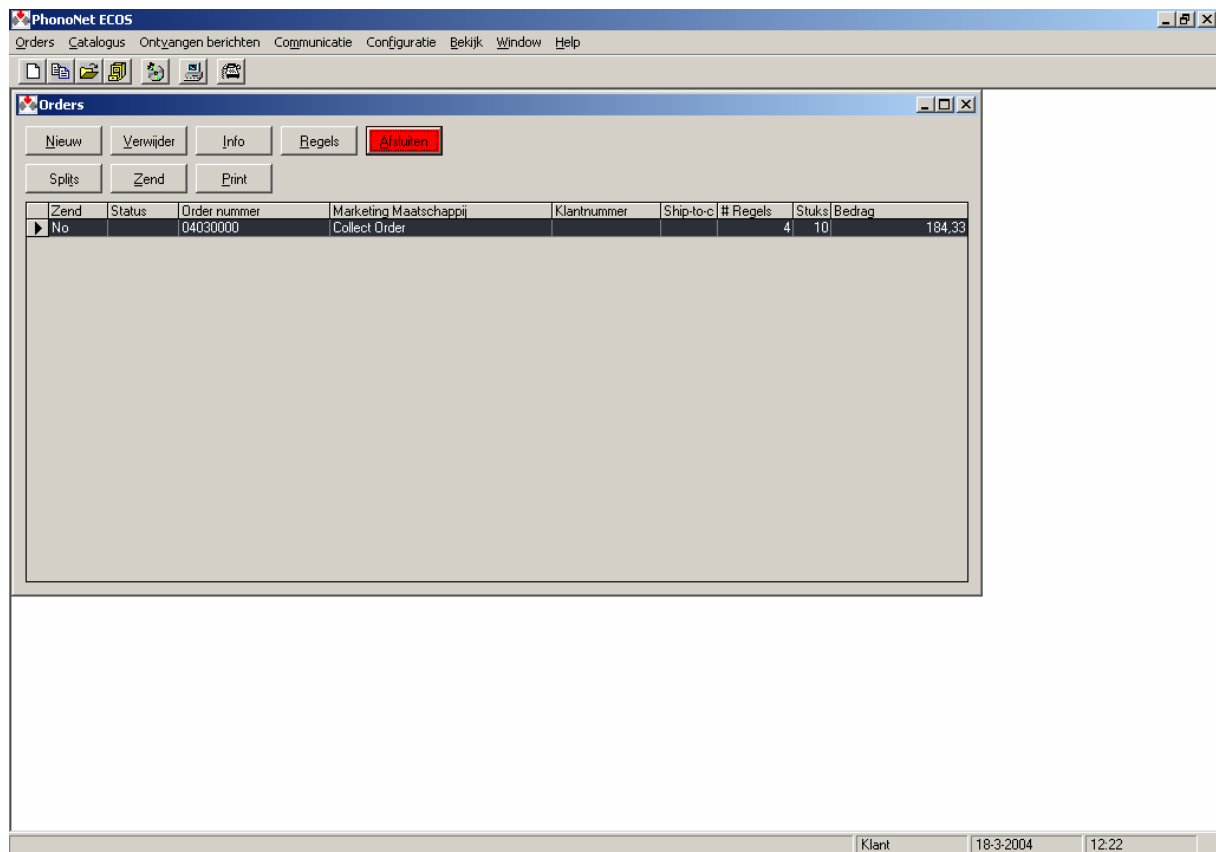 PhonoNet ECOS
Orders Catalogus Ontvangen berichten Communicatie Configuratie Bekijk Window Help
Orders
Nieuw Verwijder Info Regels Afsluiten
Splits Zend Print
Zend Status Order nummer Marketing Maatschappij Klantnummer Ship-to-c # Regels Stuks Bedrag
No 04030000 Collect Order 4 10 184,33
Klant 18-3-2004 12:22